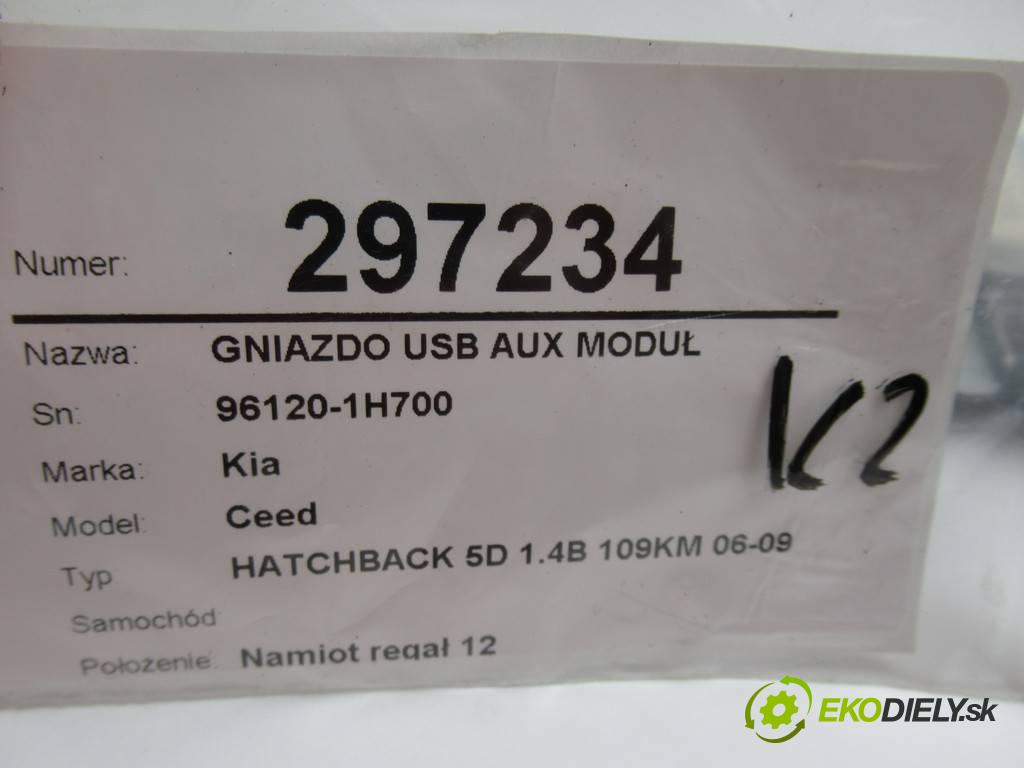 Numer: 297234
Nazwa: GNIAZDO USB AUX MODUŁ
Sn: 96120-1H700
Marka: Kia
Model: Ceed
Typ HATCHBACK 5D 1.4B 109KM 06-09
Samochód:
Położenie: Namiot regał 12
K2
EKODIELY.sk